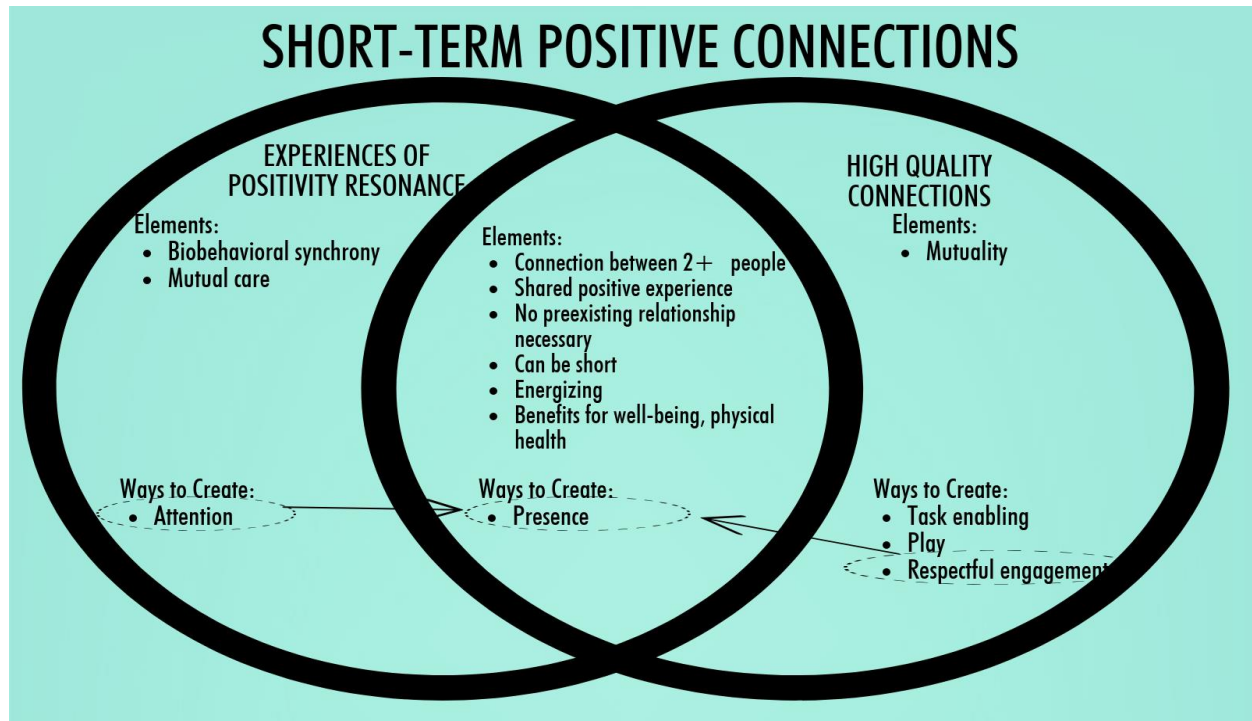 SHORT-TERM POSITIVE CONNECTIONS
EXPERIENCES OF
POSITIVITY RESONANCE
Elements:
• Biobehavioral synchrony
• Mutual care
Ways to Create:
• Attention
Elements:
• Connection between 2+ people
• Shared positive experience
• No preexisting relationship
necessary
• Can be short
• Energizing
• Benefits for well-being, physical
health
Ways to Create:
• Presence
HIGH QUALITY
CONNECTIONS
Elements:
• Mutuality
Ways to Create:
• Task enabling
• Play
• Respectful engagement